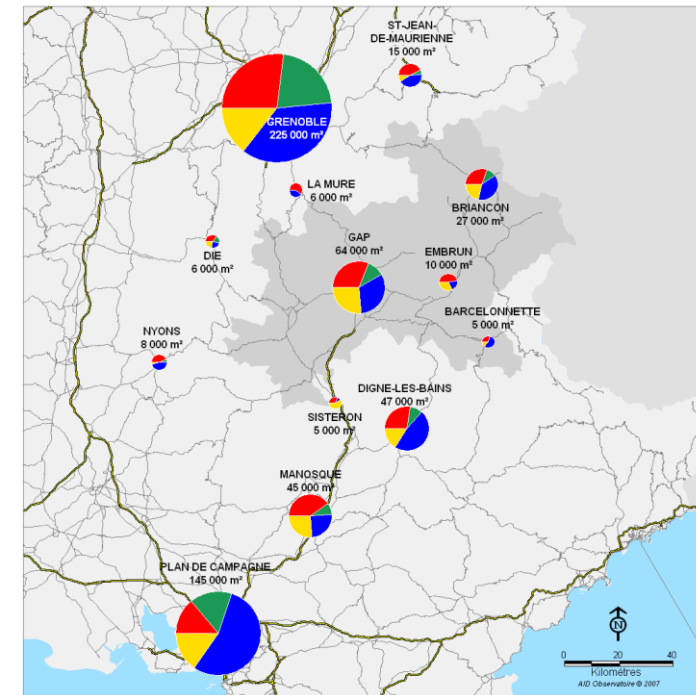 ST-JEAN-
DE-MAURIENNE
15 000 m²
GRENOBLE
225 000 m²
LA MURE
6 000 m²
BRIANCON
27 000 m²
GAP
64 000 m²
EMBRUN
10 000 m²
DIE
6 000 m²
BARCELONNETTE
5 000 m²
NYONS
8 000 m²
DIGNE-LES-BAINS
47 000 m²
SISTERON
5 000 m²
MANOSQUE
45 000 m²
PLAN DE CAMPAGNE
145 000 m²
N
0 20 40
Kilomètres
AID Observatoire © 2007